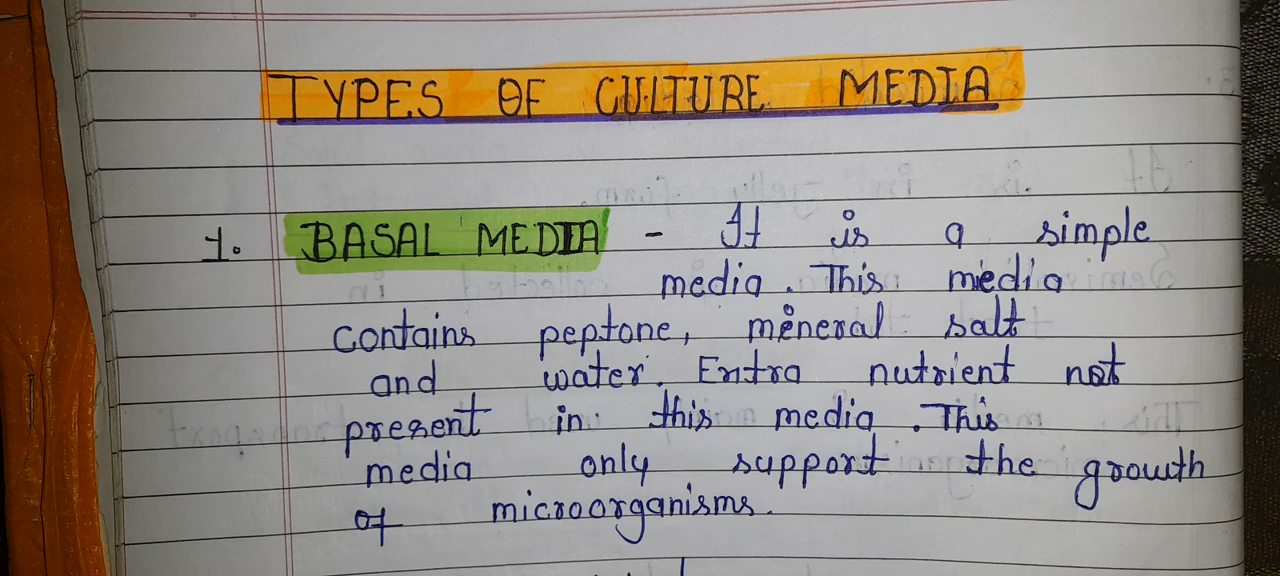 TYPES OF CULTURE MEDIA
1. BASAL MEDIA - It is a simple
media. This media
contains peptone, meneral salt
and water. Extra nutrient not
present in this media. This
media only support the growth
of microorganisms.